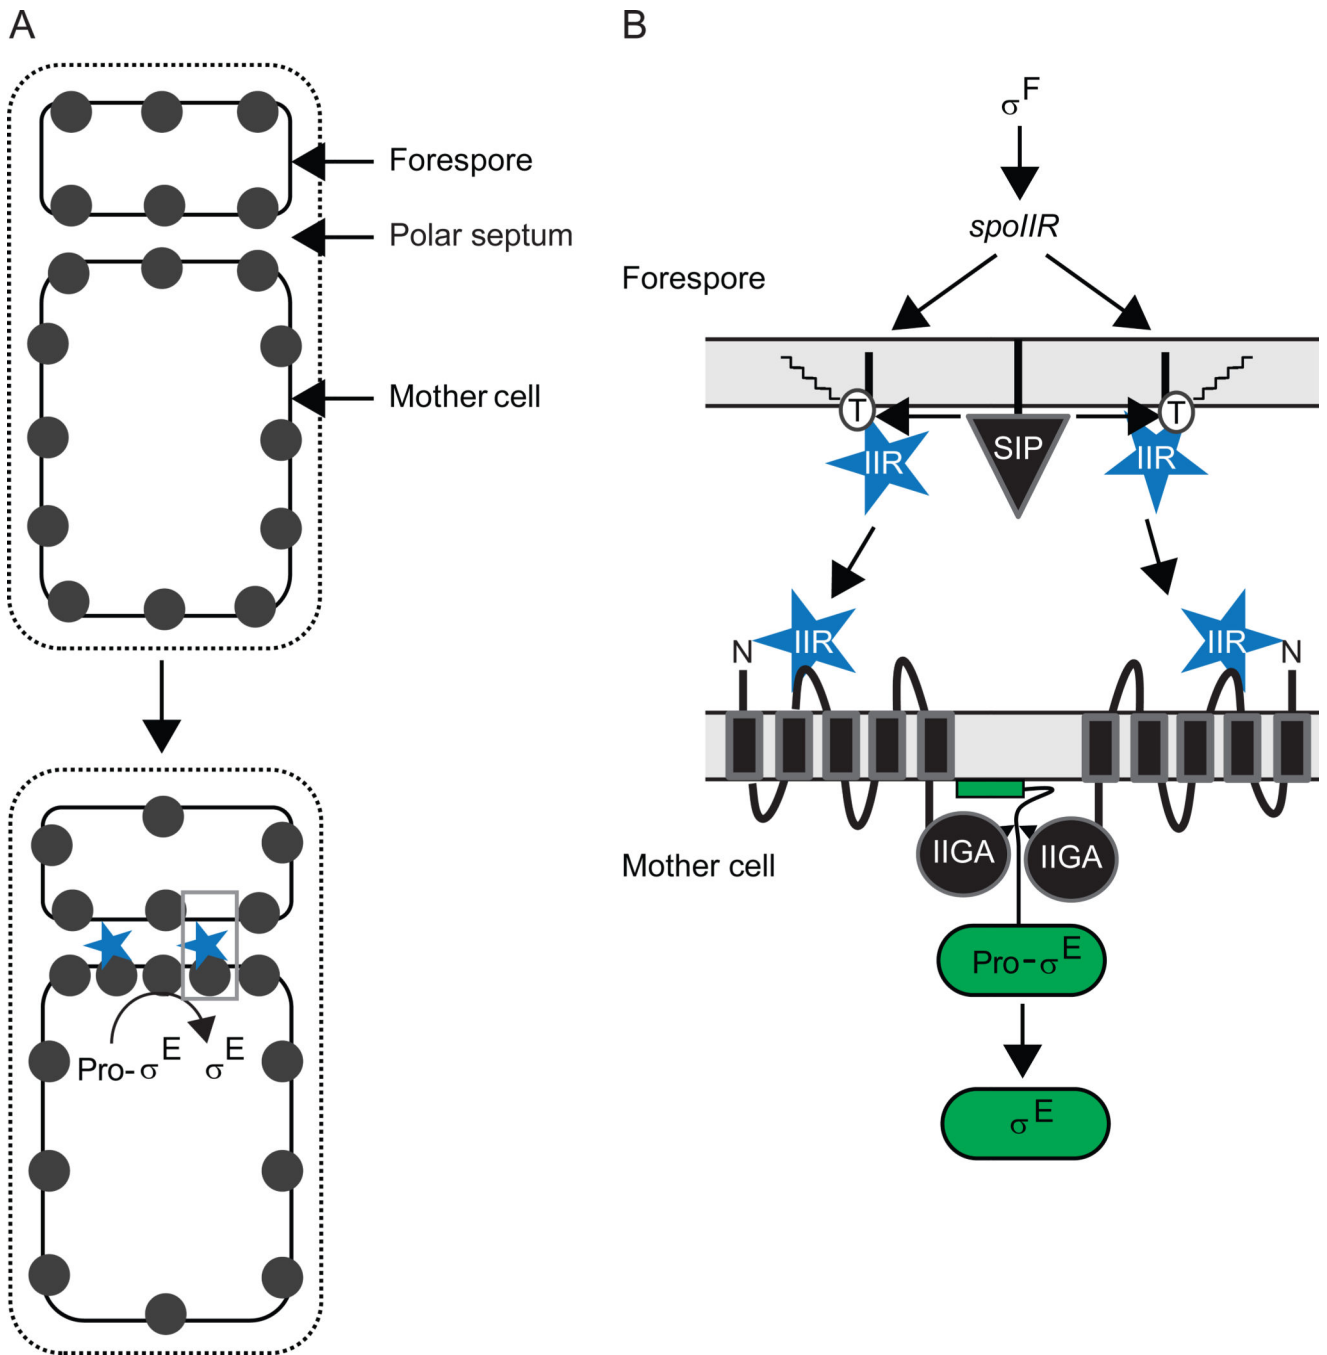 A
Forespore
Polar septum
Mother cell
Pro-σE σE
B
σF
spoIIR
Forespore
T
T
SIP
IIR
IIR
IIR
IIR
N
N
IIGA
IIGA
Mother cell
Pro-σE
σE